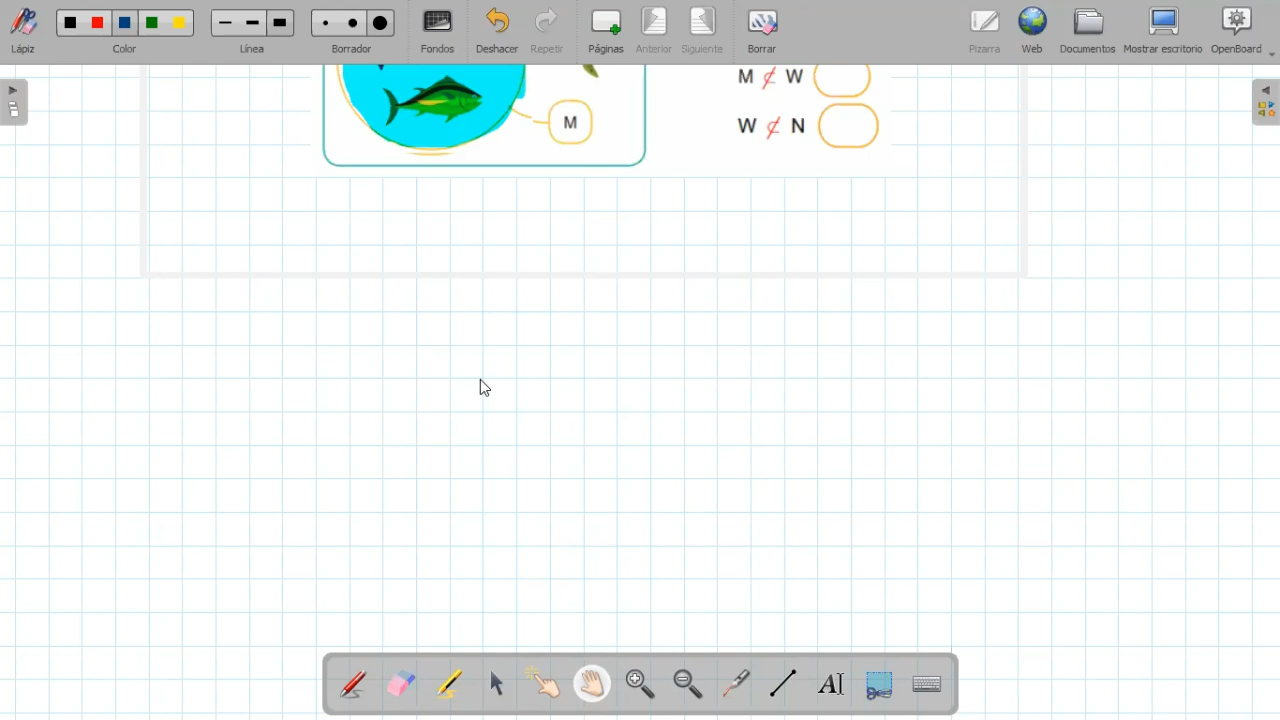 Lápiz
Color
Línea
Borrador
Fondos
Deshacer
Repetir
Páginas
Anterior
Siguiente
Borrar
Pizarra
Web
Documentos
Mostrar escritorio
OpenBoard
M ⊄ W
M
W ⊄ N
A